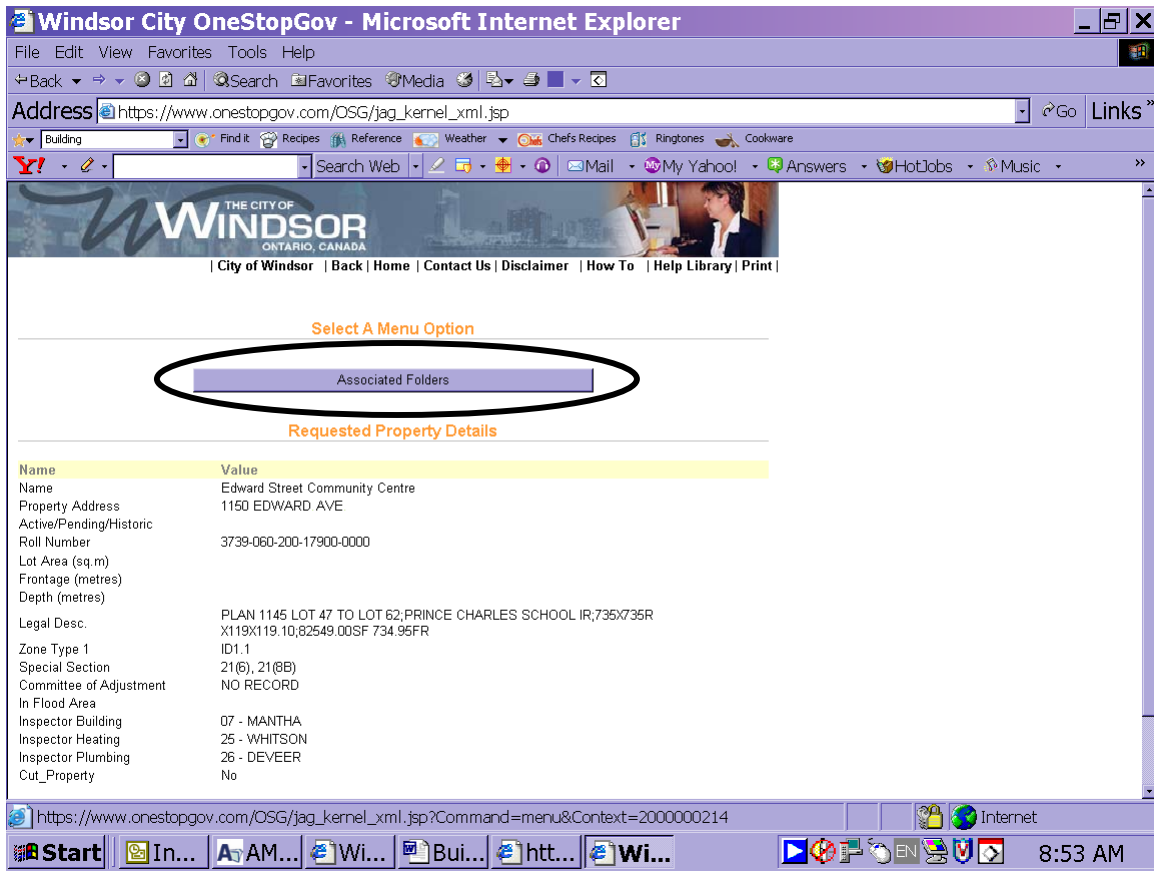 Windsor City OneStopGov - Microsoft Internet Explorer
File Edit View Favorites Tools Help
Back Search Favorites Media
Address https://www.onestopgov.com/OSG/jag_kernel_xml.jsp Go Links »
Building Find it Recipes Reference Weather Chefs Recipes Ringtones Cookware
Y! Search Web Mail My Yahoo! Answers HotJobs Music »
THE CITY OF
WINDSOR
ONTARIO, CANADA
| City of Windsor | Back | Home | Contact Us | Disclaimer | How To | Help Library | Print |
Select A Menu Option
Associated Folders
Requested Property Details
Name Value
Name Edward Street Community Centre
Property Address 1150 EDWARD AVE
Active/Pending/Historic
Roll Number 3739-060-200-17900-0000
Lot Area (sq.m)
Frontage (metres)
Depth (metres)
Legal Desc. PLAN 1145 LOT 47 TO LOT 62;PRINCE CHARLES SCHOOL IR;735X735R
X119X119.10;82549.00SF 734.95FR
Zone Type 1 ID1.1
Special Section 21(6), 21(8B)
Committee of Adjustment NO RECORD
In Flood Area
Inspector Building 07 - MANTHA
Inspector Heating 25 - WHITSON
Inspector Plumbing 26 - DEVEER
Cut_Property No
https://www.onestopgov.com/OSG/jag_kernel_xml.jsp?Command=menu&Context=2000000214 Internet
Start In... AM... Wi... Bui... htt... Wi... EN 8:53 AM